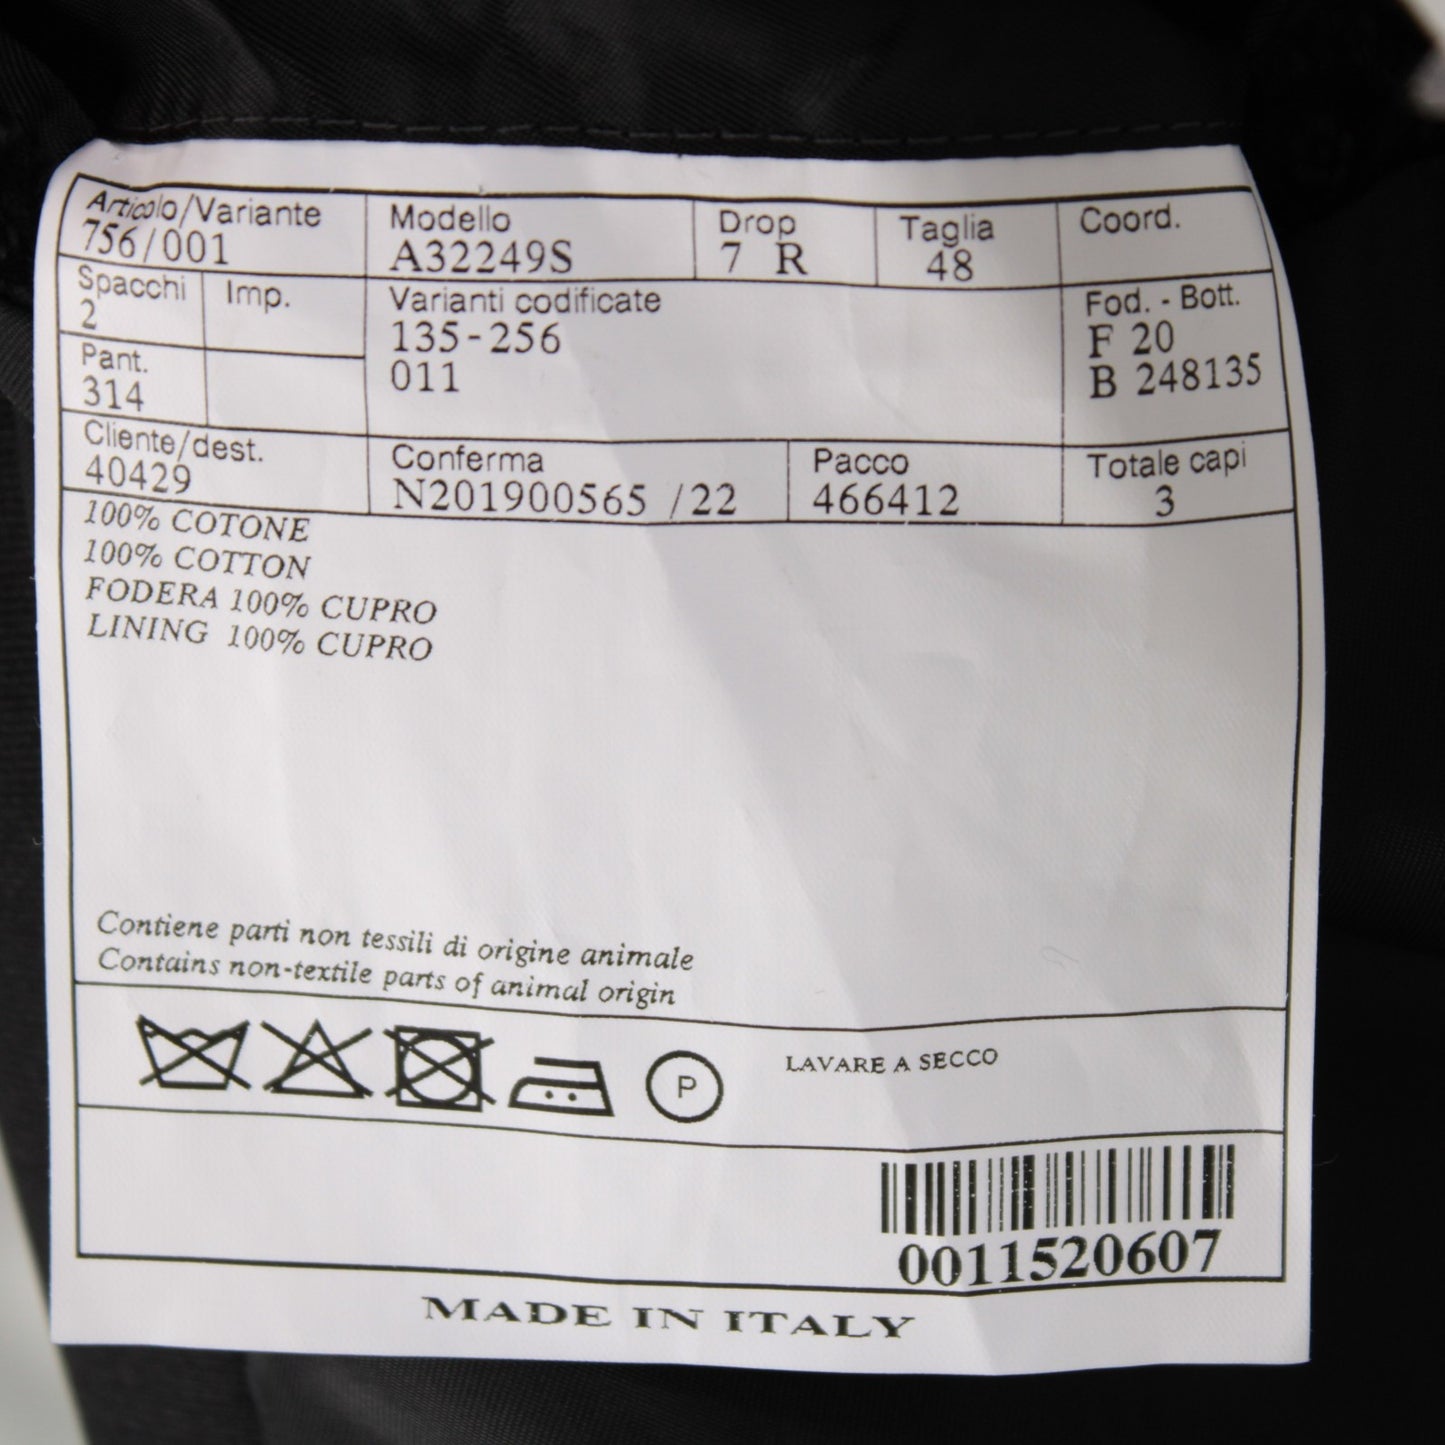 Articolo/Variante Modello Drop Taglia Coord.
756/001 A32249S 7 R 48
Spacchi Imp. Varianti codificate Fod. - Bott.
2 135-256 F 20
Pant. 011 B 248135
314
Cliente/dest. Conferma Pacco Totale capi
40429 N201900565 /22 466412 3
100% COTONE
100% COTTON
FODERA 100% CUPRO
LINING 100% CUPRO
Contiene parti non tessili di origine animale
Contains non-textile parts of animal origin
P LAVARE A SECCO
0011520607
MADE IN ITALY